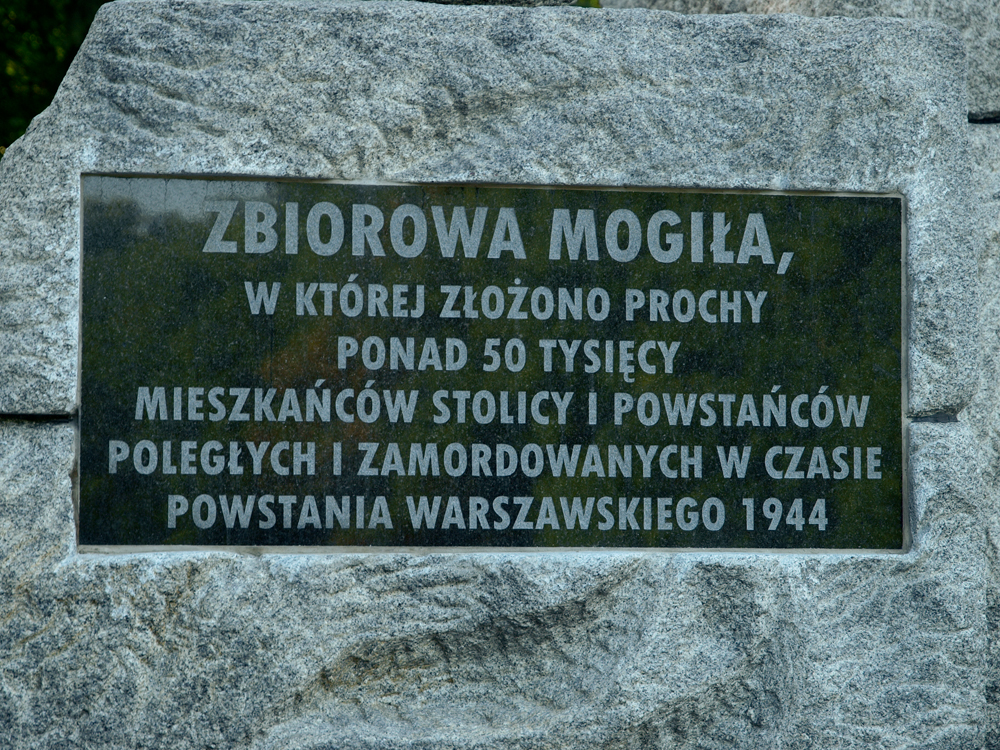 ZBIOROWA MOGIŁA,
W KTÓREJ ZŁOŻONO PROCHY
PONAD 50 TYSIĘCY
MIESZKAŃCÓW STOLICY I POWSTAŃCÓW
POLEGŁYCH I ZAMORDOWANYCH W CZASIE
POWSTANIA WARSZAWSKIEGO 1944